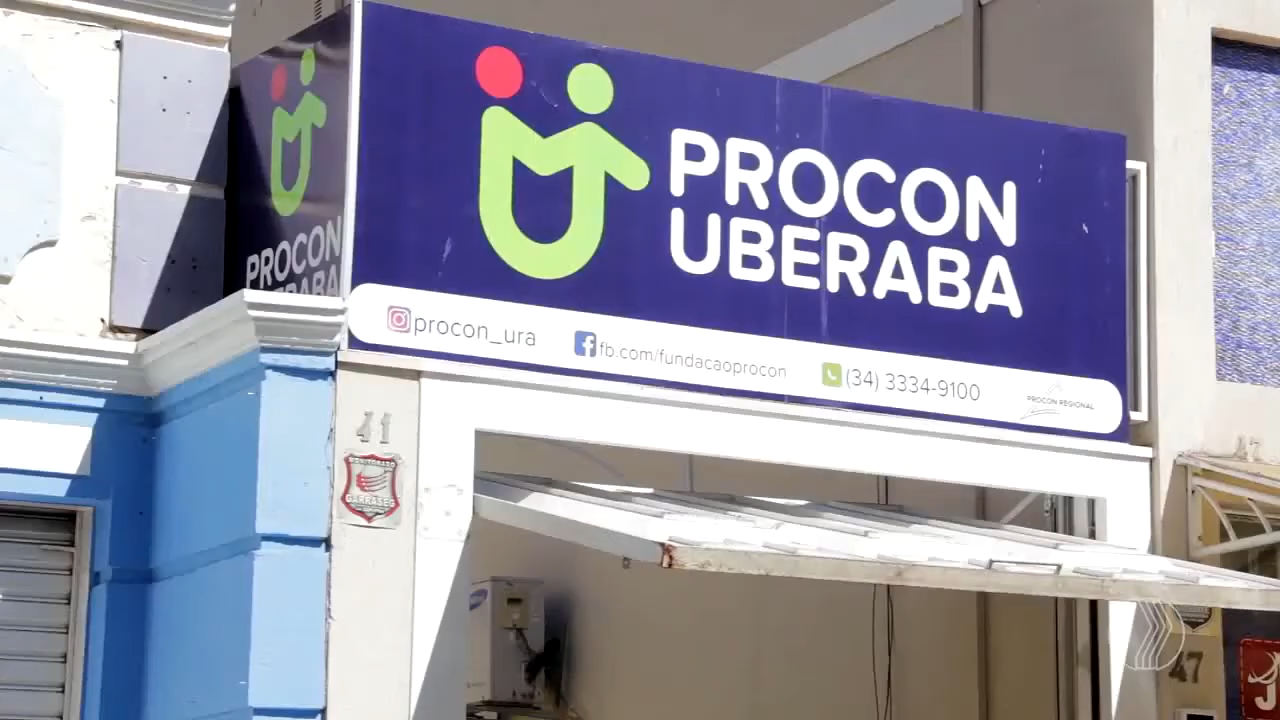 PROCON
UBERABA
PROCON
UBERABA
procon_ura
fb.com/fundacaoprocon
(34) 3334-9100
PROCON REGIONAL
41
47